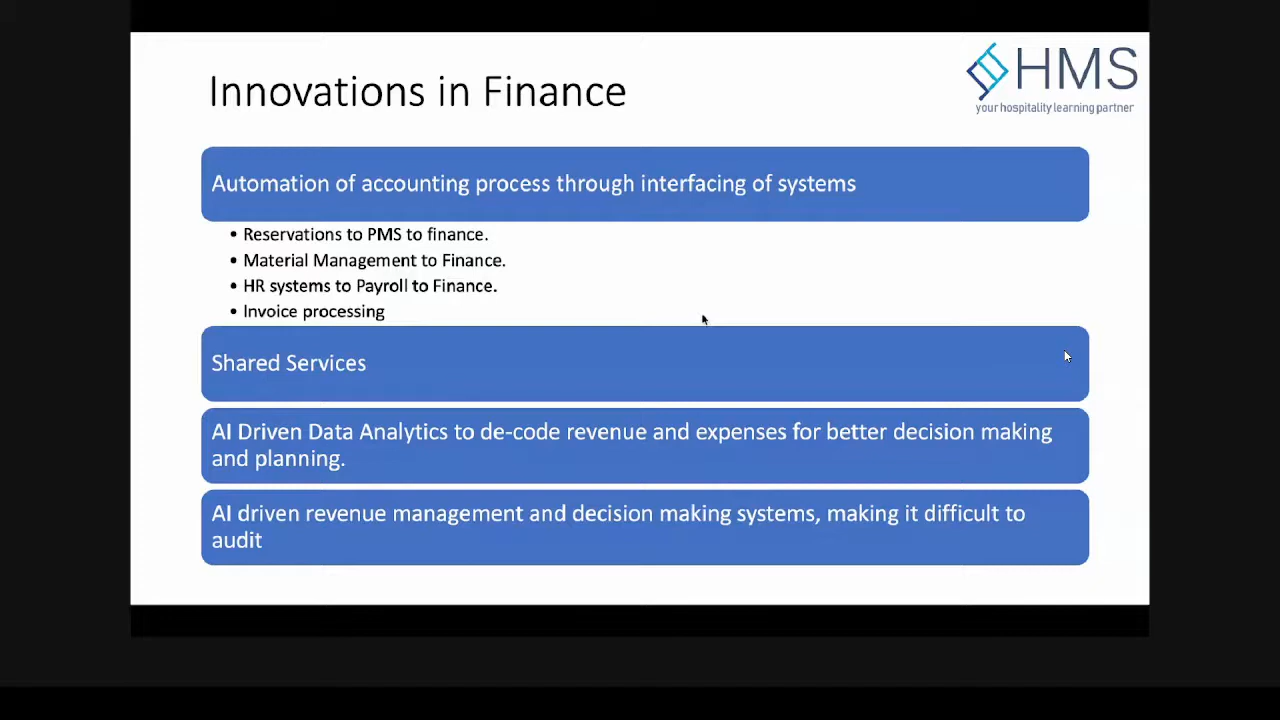 HMS
your hospitality learning partner
Innovations in Finance
Automation of accounting process through interfacing of systems
• Reservations to PMS to finance.
• Material Management to Finance.
• HR systems to Payroll to Finance.
• Invoice processing
Shared Services
AI Driven Data Analytics to de-code revenue and expenses for better decision making
and planning.
AI driven revenue management and decision making systems, making it difficult to
audit